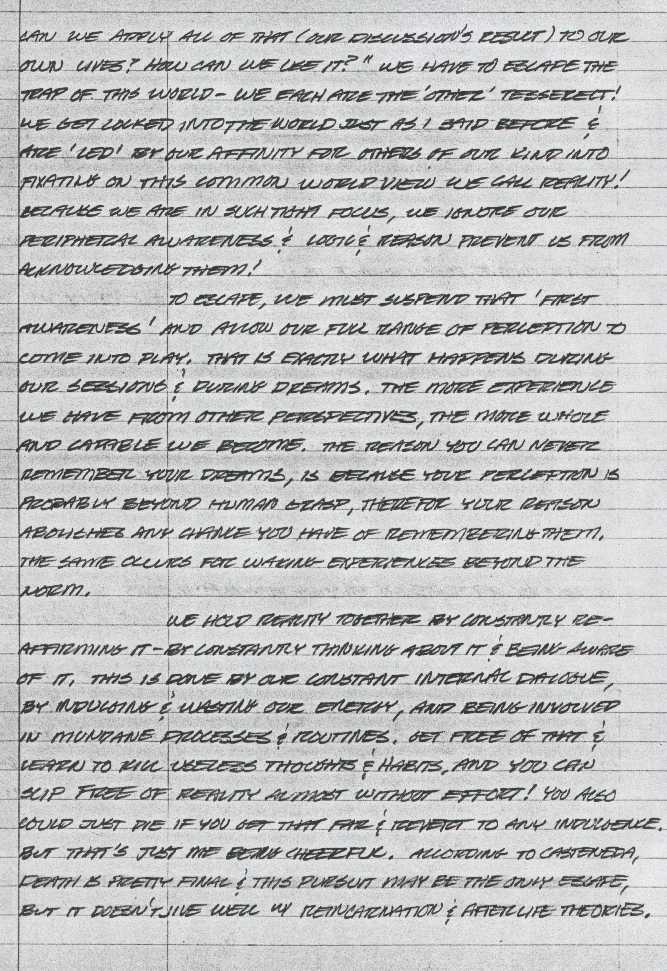 CAN WE APPLY ALL OF THAT (OUR DISCUSSION'S RESULT) TO OUR
OWN LIVES? HOW CAN WE USE IT?" WE HAVE TO ESCAPE THE
TRAP OF THIS WORLD - WE EACH ARE THE 'OTHER' TESSERECT!
WE GET LOCKED INTO THE WORLD JUST AS I SAID BEFORE &
ARE 'LED' BY OUR AFFINITY FOR OTHERS OF OUR KIND INTO
FIXATING ON THIS COMMON WORLD VIEW WE CALL REALITY!
BECAUSE WE ARE IN SUCH TIGHT FOCUS, WE IGNORE OUR
PERIPHERAL AWARENESS & LOGIC & REASON PREVENT US FROM
ACKNOWLEDGING THEM!
TO ESCAPE, WE MUST SUSPEND THAT 'FIRST
AWARENESS' AND ALLOW OUR FULL RANGE OF PERCEPTION TO
COME INTO PLAY. THAT IS EXACTLY WHAT HAPPENS DURING
OUR SESSIONS & DURING DREAMS. THE MORE EXPERIENCE
WE HAVE FROM OTHER PERSPECTIVES, THE MORE WHOLE
AND CAPABLE WE BECOME. THE REASON YOU CAN NEVER
REMEMBER YOUR DREAMS, IS BECAUSE YOUR PERCEPTION IS
PROBABLY BEYOND HUMAN GRASP, THEREFOR YOUR REASON
ABOLISHES ANY CHANCE YOU HAVE OF REMEMBERING THEM.
THE SAME OCCURS FOR WAKING EXPERIENCES BEYOND THE
NORM.
WE HOLD REALITY TOGETHER BY CONSTANTLY RE-
AFFIRMING IT - BY CONSTANTLY THINKING ABOUT IT & BEING AWARE
OF IT. THIS IS DONE BY OUR CONSTANT INTERNAL DIALOGUE,
BY INDULGING & WASTING OUR ENERGY, AND BEING INVOLVED
IN MUNDANE PROCESSES & ROUTINES. GET FREE OF THAT &
LEARN TO KILL USELESS THOUGHTS & HABITS, AND YOU CAN
SLIP FREE OF REALITY ALMOST WITHOUT EFFORT! YOU ALSO
COULD JUST DIE IF YOU GET THAT FAR & REVERT TO ANY INDULGENCE.
BUT THAT'S JUST ME BEING CHEERFUL. ACCORDING TO CASTENEDA,
DEATH IS PRETTY FINAL & THIS PURSUIT MAY BE THE ONLY ESCAPE,
BUT IT DOESN'T JIVE WELL W/ REINCARNATION & AFTERLIFE THEORIES.